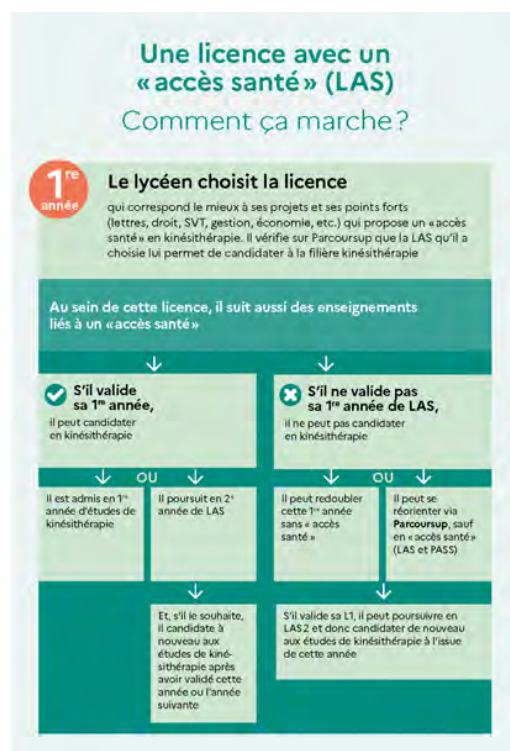 Une licence avec un
« accès santé » (LAS)
Comment ça marche ?
1re
année
Le lycéen choisit la licence
qui correspond le mieux à ses projets et ses points forts
(lettres, droit, SVT, gestion, économie, etc.) qui propose un « accès
santé » en kinésithérapie. Il vérifie sur Parcoursup que la LAS qu'il a
choisie lui permet de candidater à la filière kinésithérapie
Au sein de cette licence, il suit aussi des enseignements
liés à un « accès santé »
S'il valide
sa 1re année,
il peut candidater
en kinésithérapie
S'il ne valide pas
sa 1re année de LAS,
il ne peut pas candidater
en kinésithérapie
OU
Il est admis en 1re
année d'études de
kinésithérapie
Il poursuit en 2e
année de LAS
OU
Il peut redoubler
cette 1re année
sans « accès
santé »
Il peut se
réorienter via
Parcoursup, sauf
en « accès santé »
(LAS et PASS)
Et, s'il le souhaite,
il candidate à
nouveau aux
études de kiné-
sithérapie après
avoir validé cette
année ou l'année
suivante
S'il valide sa L1, il peut poursuivre en
LAS2 et donc candidater de nouveau
aux études de kinésithérapie à l'issue
de cette année